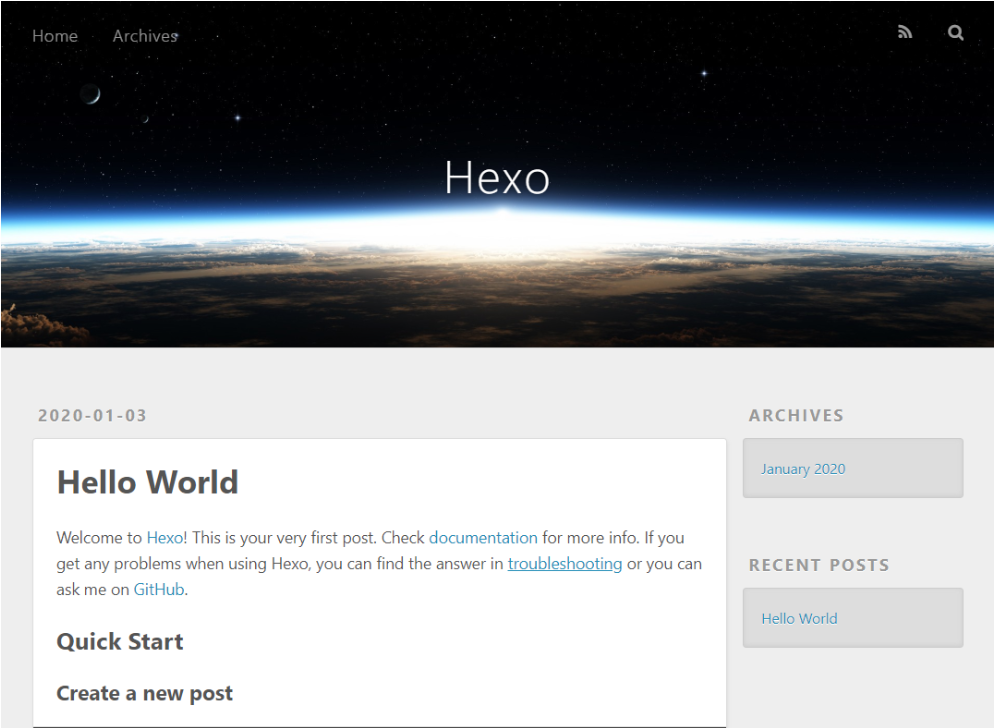 Home Archives
Hexo
2020-01-03
Hello World
Welcome to Hexo! This is your very first post. Check documentation for more info. If you
get any problems when using Hexo, you can find the answer in troubleshooting or you can
ask me on GitHub.
Quick Start
Create a new post
ARCHIVES
January 2020
RECENT POSTS
Hello World